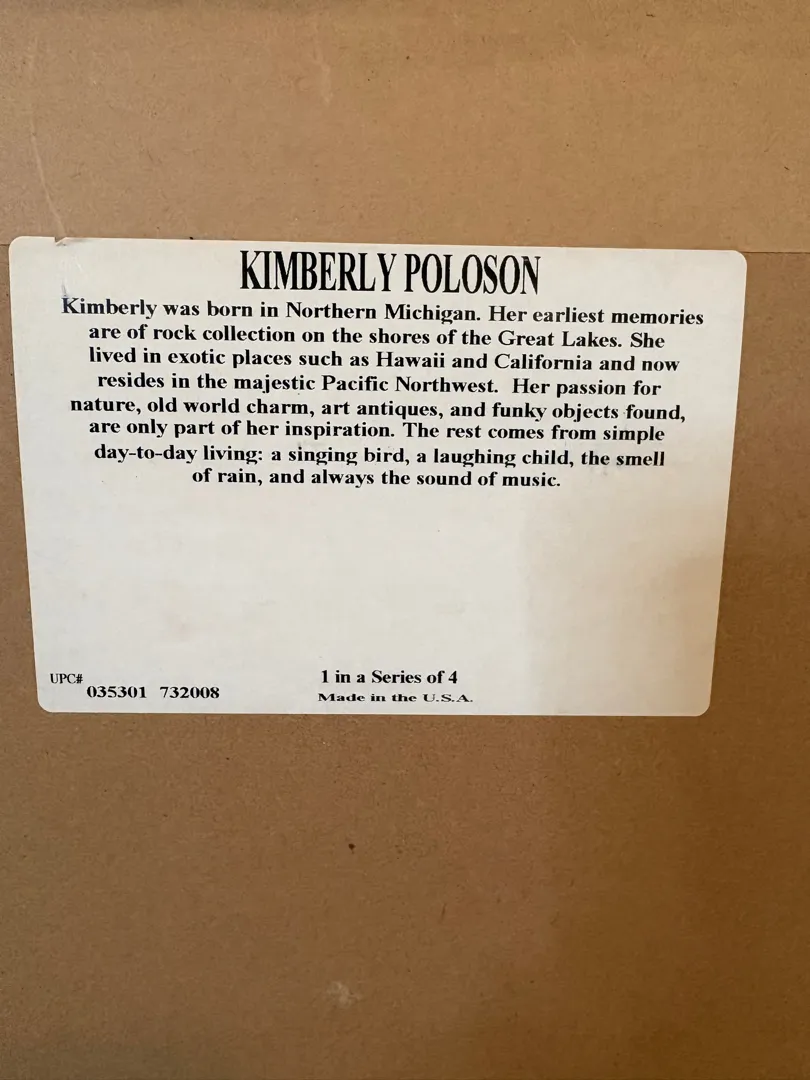 KIMBERLY POLOSON
Kimberly was born in Northern Michigan. Her earliest memories
are of rock collection on the shores of the Great Lakes. She
lived in exotic places such as Hawaii and California and now
resides in the majestic Pacific Northwest. Her passion for
nature, old world charm, art antiques, and funky objects found,
are only part of her inspiration. The rest comes from simple
day-to-day living: a singing bird, a laughing child, the smell
of rain, and always the sound of music.
UPC# 1 in a Series of 4
035301 732008 Made in the U.S.A.